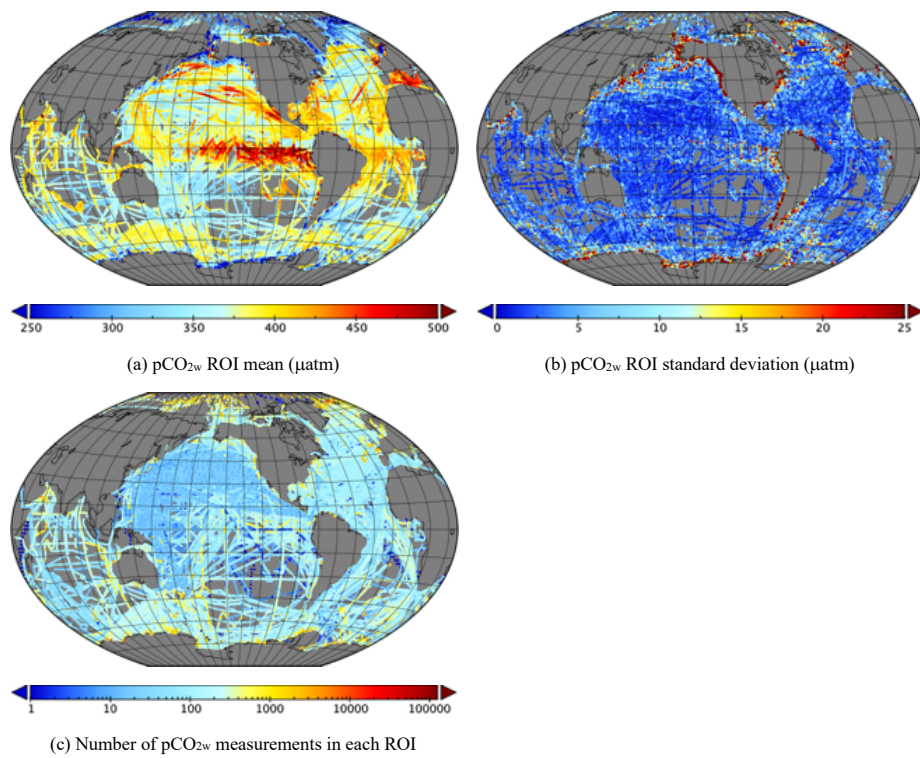 250 300 350 400 450 500
0 5 10 15 20 25
(a) pCO₂w ROI mean (µatm)
(b) pCO₂w ROI standard deviation (µatm)
1 10 100 1000 10000 100000
(c) Number of pCO₂w measurements in each ROI